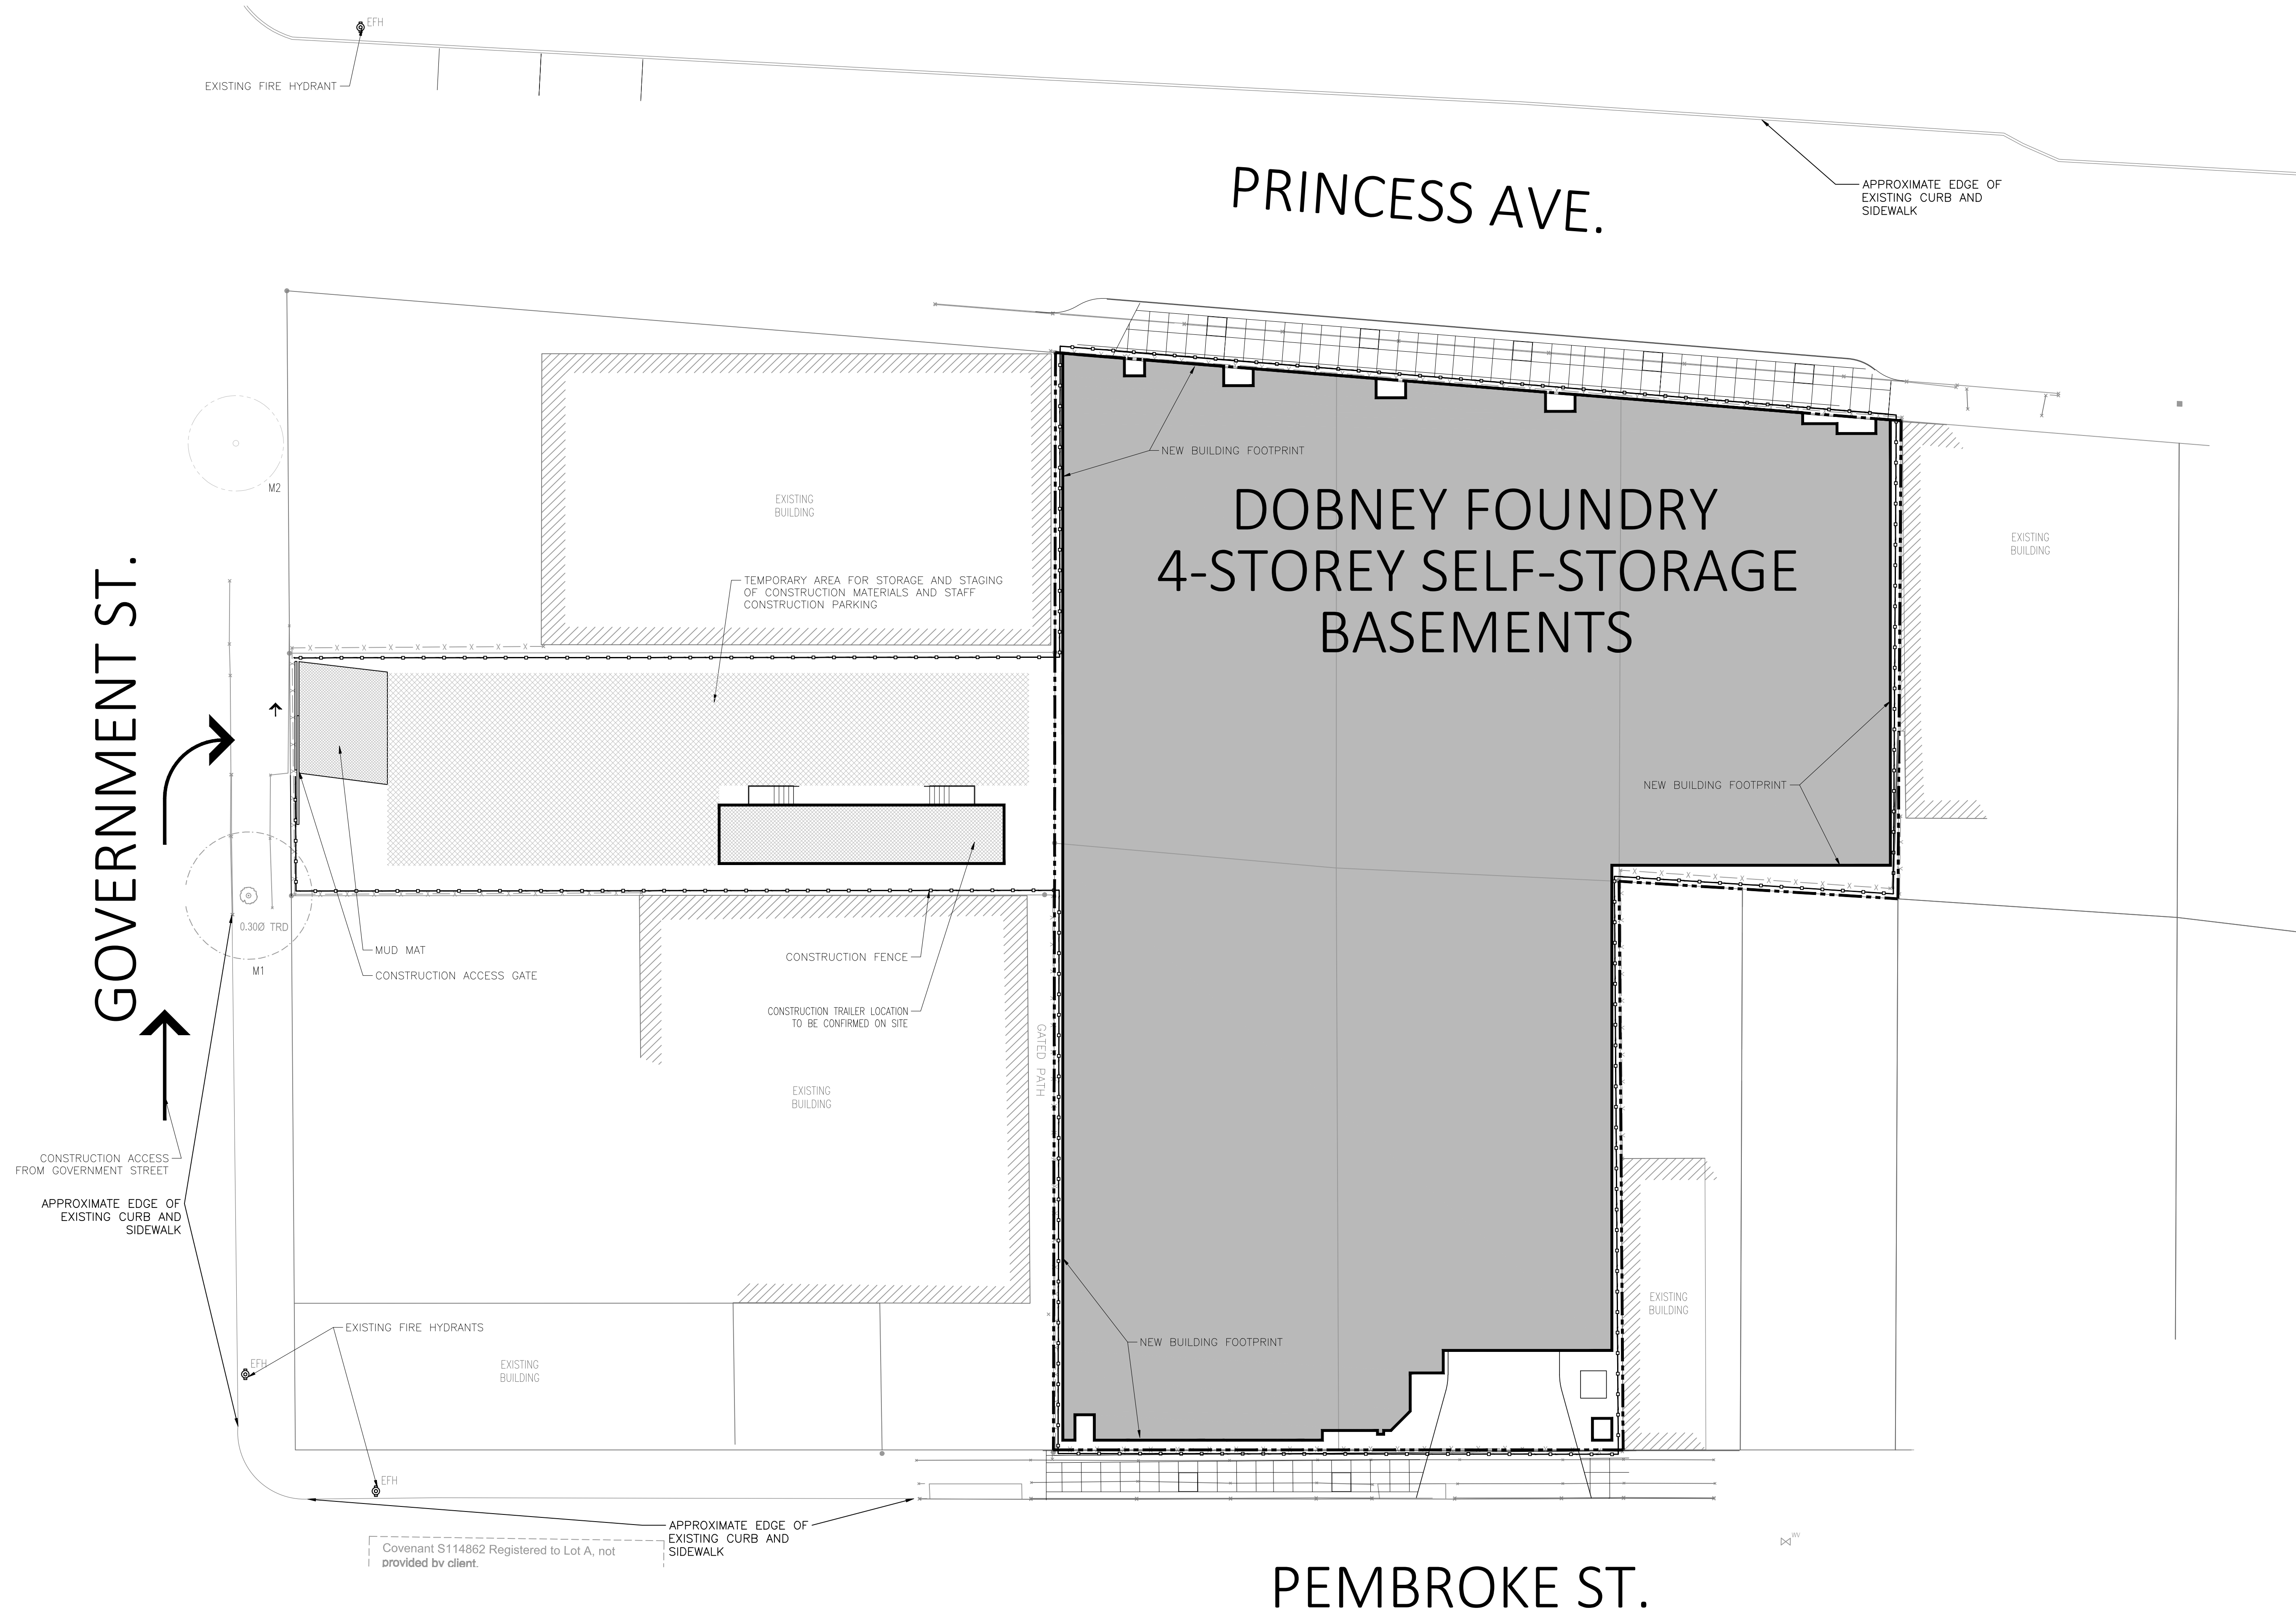 EFH
EXISTING FIRE HYDRANT
PRINCESS AVE.
APPROXIMATE EDGE OF
EXISTING CURB AND
SIDEWALK
M2
NEW BUILDING FOOTPRINT
EXISTING
BUILDING
DOBNEY FOUNDRY
4-STOREY SELF-STORAGE
BASEMENTS
EXISTING
BUILDING
GOVERNMENT ST.
TEMPORARY AREA FOR STORAGE AND STAGING
OF CONSTRUCTION MATERIALS AND STAFF
CONSTRUCTION PARKING
NEW BUILDING FOOTPRINT
0.30Ø TRD
M1
MUD MAT
CONSTRUCTION ACCESS GATE
CONSTRUCTION FENCE
CONSTRUCTION TRAILER LOCATION
TO BE CONFIRMED ON SITE
GATED PATH
EXISTING
BUILDING
CONSTRUCTION ACCESS
FROM GOVERNMENT STREET
APPROXIMATE EDGE OF
EXISTING CURB AND
SIDEWALK
EXISTING
BUILDING
EXISTING FIRE HYDRANTS
NEW BUILDING FOOTPRINT
EFH
EXISTING
BUILDING
EFH
APPROXIMATE EDGE OF
EXISTING CURB AND
SIDEWALK
Covenant S114862 Registered to Lot A, not
provided by client.
WV
PEMBROKE ST.